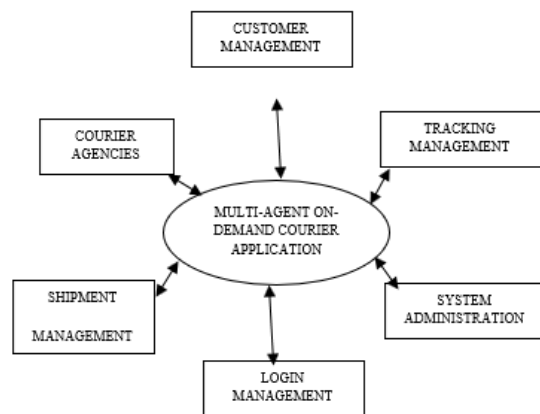 CUSTOMER
MANAGEMENT
COURIER
AGENCIES
TRACKING
MANAGEMENT
MULTI-AGENT ON-
DEMAND COURIER
APPLICATION
SHIPMENT
MANAGEMENT
SYSTEM
ADMINISTRATION
LOGIN
MANAGEMENT